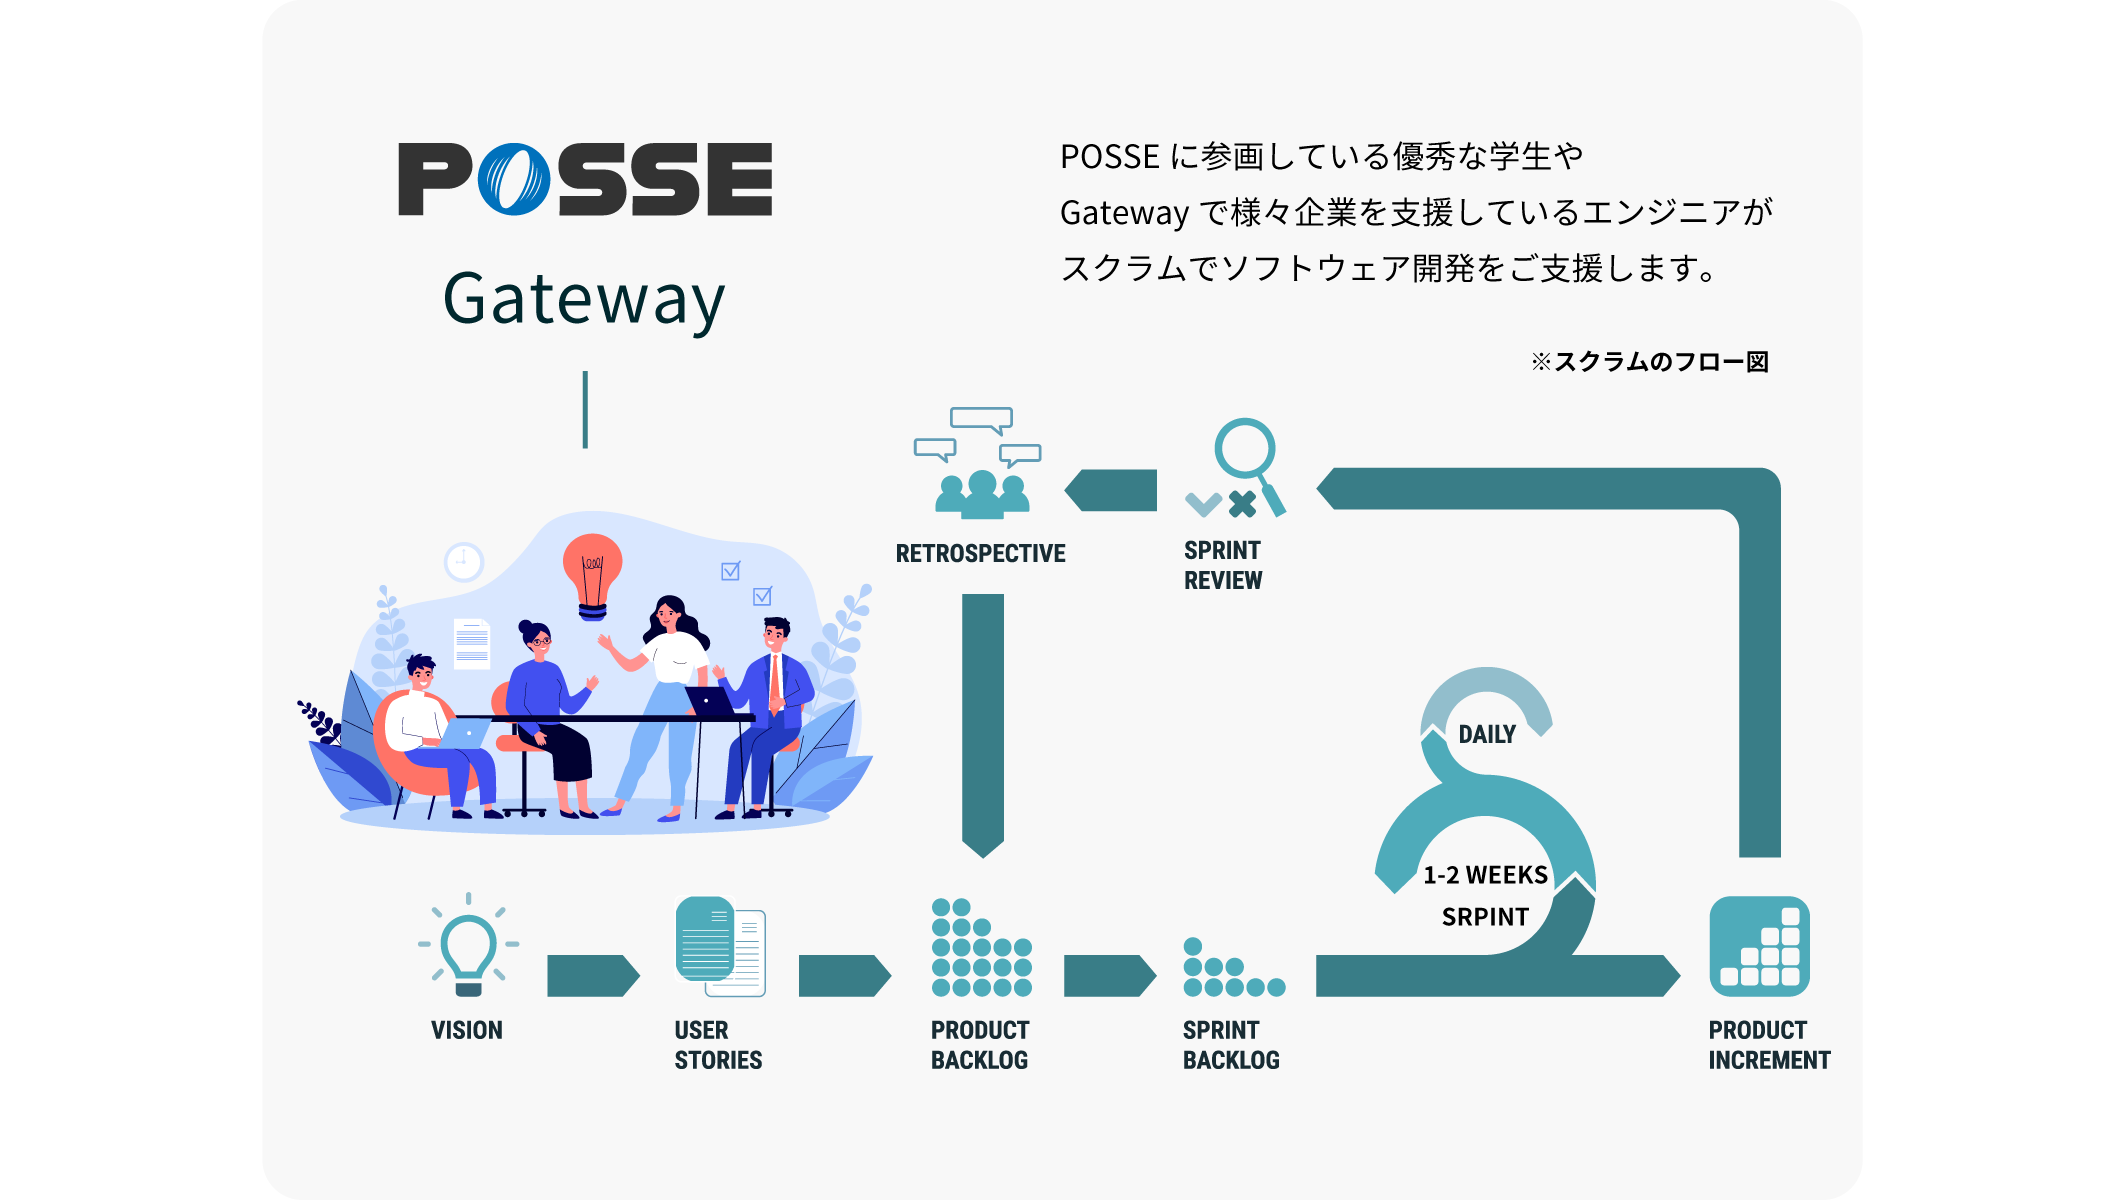 POSSE
Gateway
POSSE に参画している優秀な学生や
Gateway で様々企業を支援しているエンジニアが
スクラムでソフトウェア開発をご支援します。
※スクラムのフロー図
RETROSPECTIVE
SPRINT
REVIEW
DAILY
1-2 WEEKS
SRPINT
VISION
USER
STORIES
PRODUCT
BACKLOG
SPRINT
BACKLOG
PRODUCT
INCREMENT